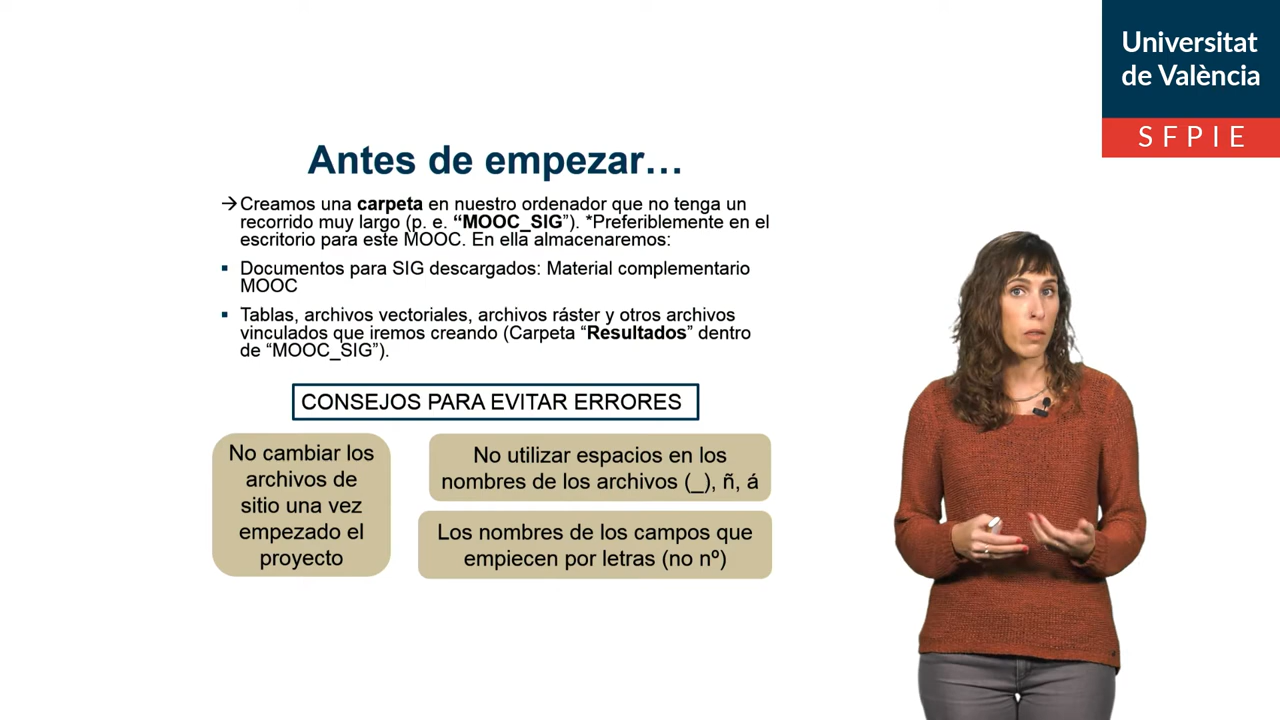 Universitat
de València
SFPIE
Antes de empezar…
→Creamos una carpeta en nuestro ordenador que no tenga un
recorrido muy largo (p. e. “MOOC_SIG”). *Preferiblemente en el
escritorio para este MOOC. En ella almacenaremos:
▪ Documentos para SIG descargados: Material complementario
MOOC
▪ Tablas, archivos vectoriales, archivos ráster y otros archivos
vinculados que iremos creando (Carpeta “Resultados” dentro
de “MOOC_SIG”).
CONSEJOS PARA EVITAR ERRORES
No cambiar los
archivos de
sitio una vez
empezado el
proyecto
No utilizar espacios en los
nombres de los archivos (_), ñ, á
Los nombres de los campos que
empiecen por letras (no nº)